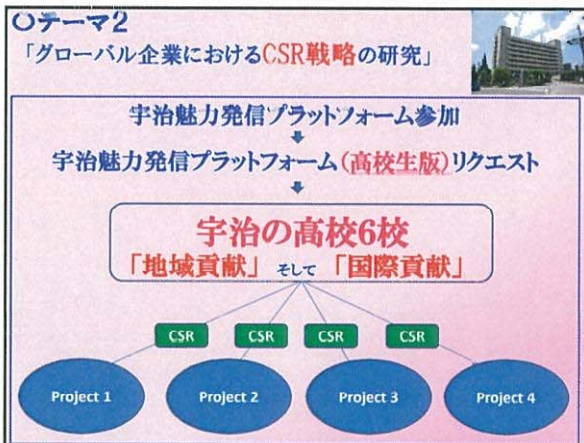 〇テーマ2
「グローバル企業におけるCSR戦略の研究」
宇治魅力発信プラットフォーム参加
宇治魅力発信プラットフォーム(高校生版)リクエスト
宇治の高校6校
「地域貢献」 そして 「国際貢献」
CSR CSR CSR CSR
Project 1 Project 2 Project 3 Project 4